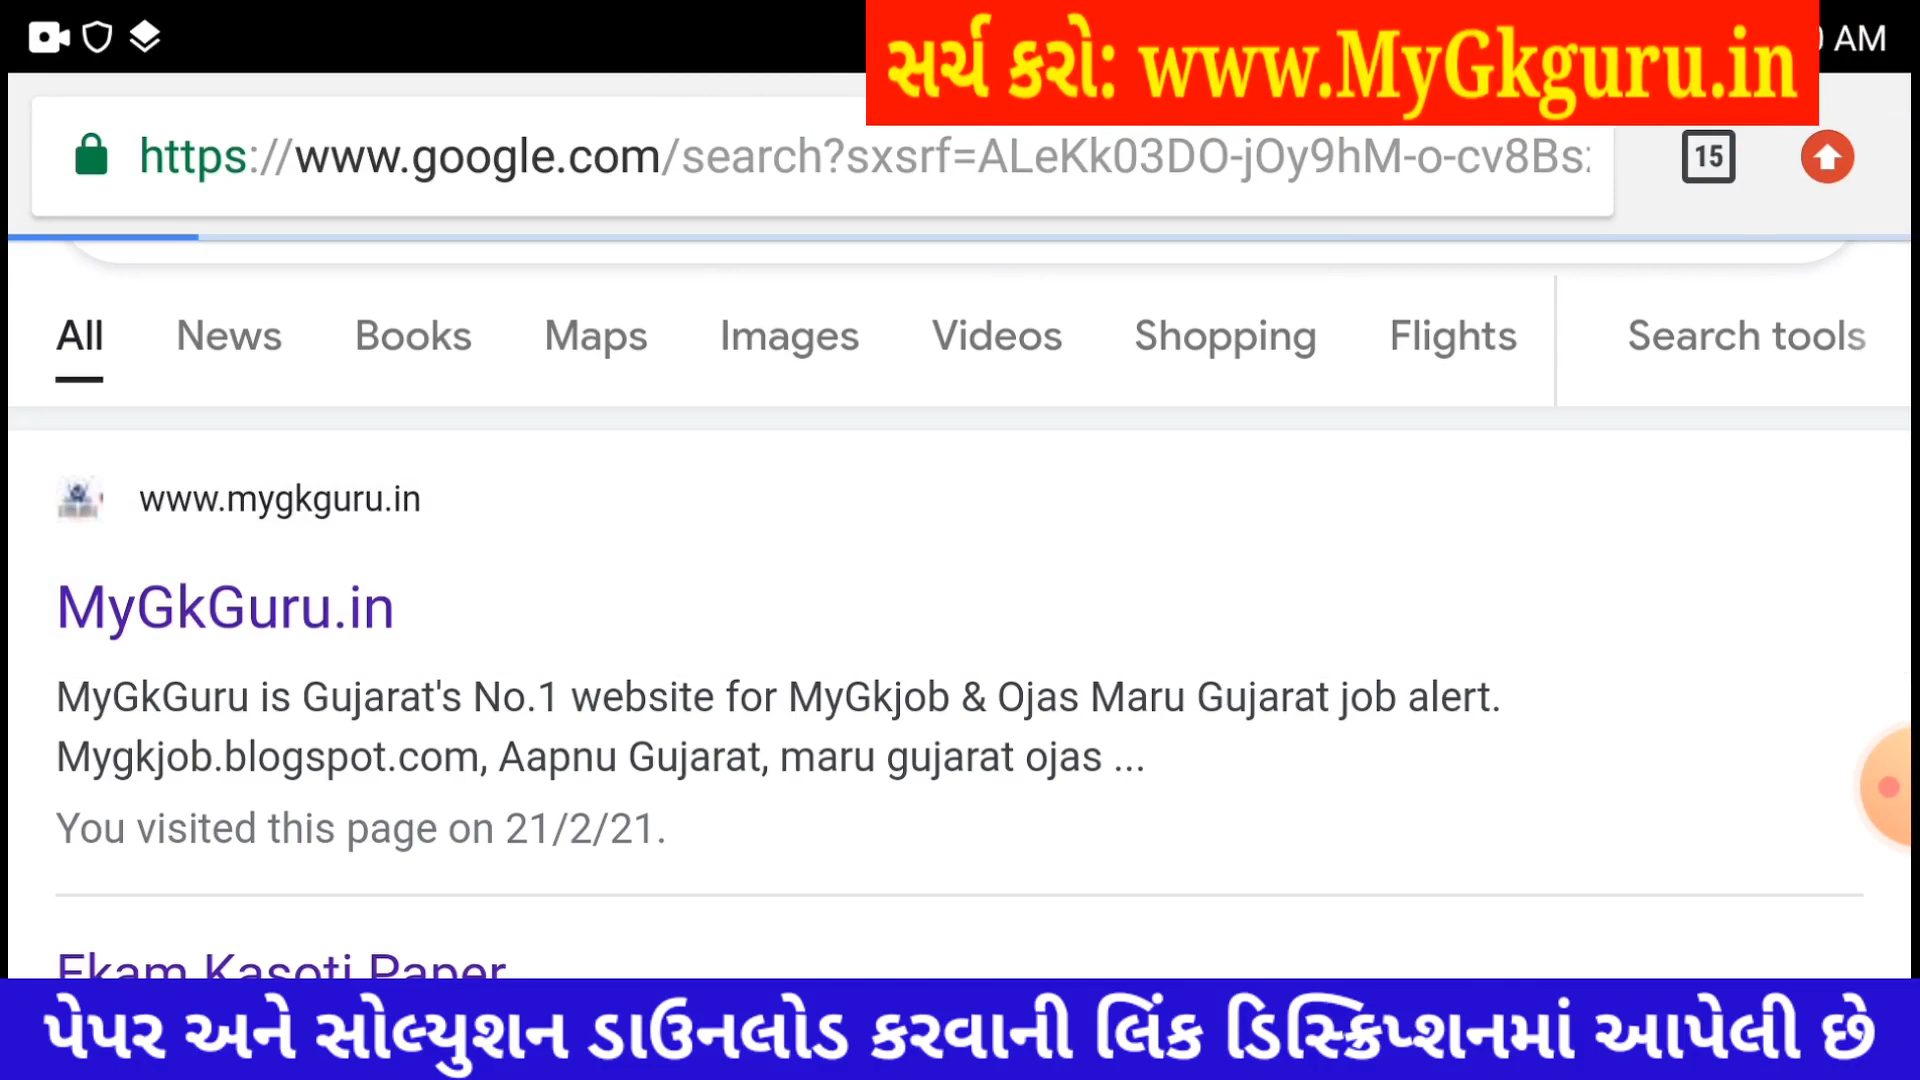 સર્ચ કરો: www.MyGkguru.in
AM
https://www.google.com/search?sxsrf=ALeKk03DO-jOy9hM-o-cv8Bs
15
All News Books Maps Images Videos Shopping Flights Search tools
www.mygkguru.in
MyGkGuru.in
MyGkGuru is Gujarat's No.1 website for MyGkjob & Ojas Maru Gujarat job alert.
Mygkjob.blogspot.com, Aapnu Gujarat, maru gujarat ojas ...
You visited this page on 21/2/21.
Ekam Kasoti Paper
પેપર અને સોલ્યુશન ડાઉનલોડ કરવાની લિંક ડિસ્ક્રિપ્શનમાં આપેલી છે